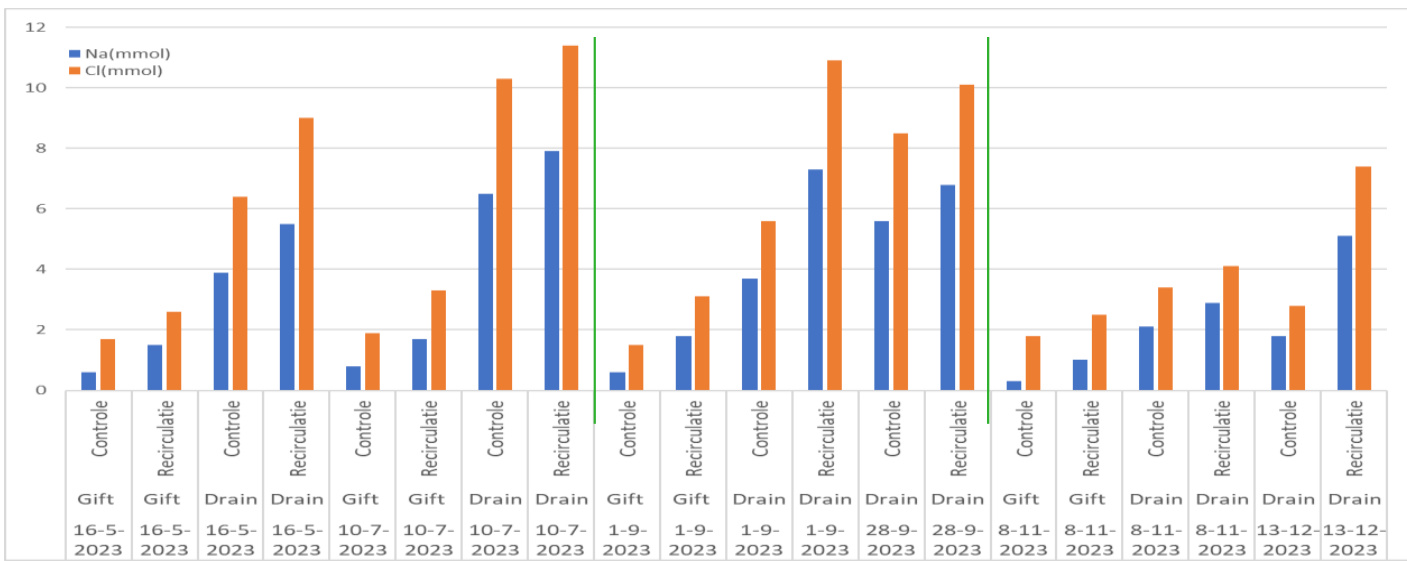 12
10
8
6
4
2
0
Na(mmol)
Cl(mmol)
Controle Recirculatie Controle Recirculatie Controle Recirculatie Controle Recirculatie Controle Recirculatie Controle Recirculatie Controle Recirculatie Controle Recirculatie Controle Recirculatie Controle Recirculatie
Gift Gift Drain Drain Gift Gift Drain Drain Gift Gift Drain Drain Drain Drain Gift Gift Drain Drain Drain Drain
16-5- 16-5- 16-5- 16-5- 10-7- 10-7- 10-7- 10-7- 1-9- 1-9- 1-9- 1-9- 28-9- 28-9- 8-11- 8-11- 8-11- 8-11- 13-12- 13-12-
2023 2023 2023 2023 2023 2023 2023 2023 2023 2023 2023 2023 2023 2023 2023 2023 2023 2023 2023 2023